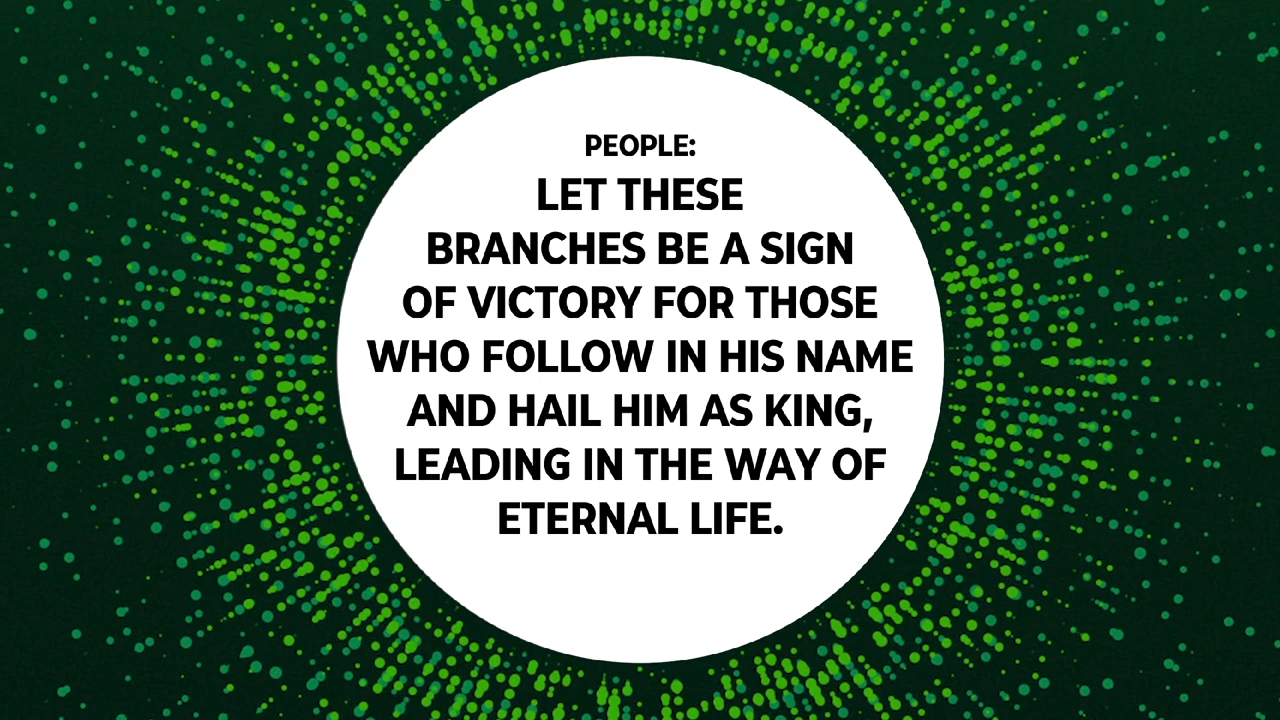 PEOPLE:
LET THESE
BRANCHES BE A SIGN
OF VICTORY FOR THOSE
WHO FOLLOW IN HIS NAME
AND HAIL HIM AS KING,
LEADING IN THE WAY OF
ETERNAL LIFE.